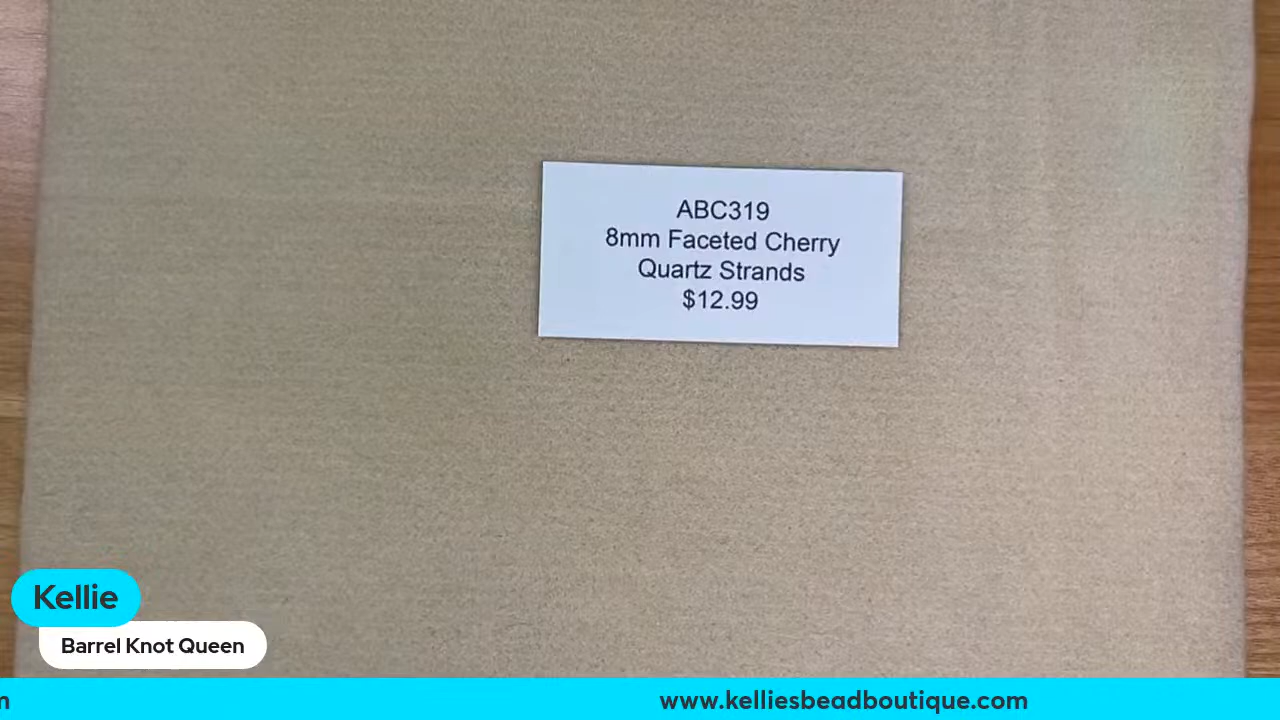 ABC319
8mm Faceted Cherry
Quartz Strands
$12.99
Kellie
Barrel Knot Queen
m
www.kelliesbeadboutique.com